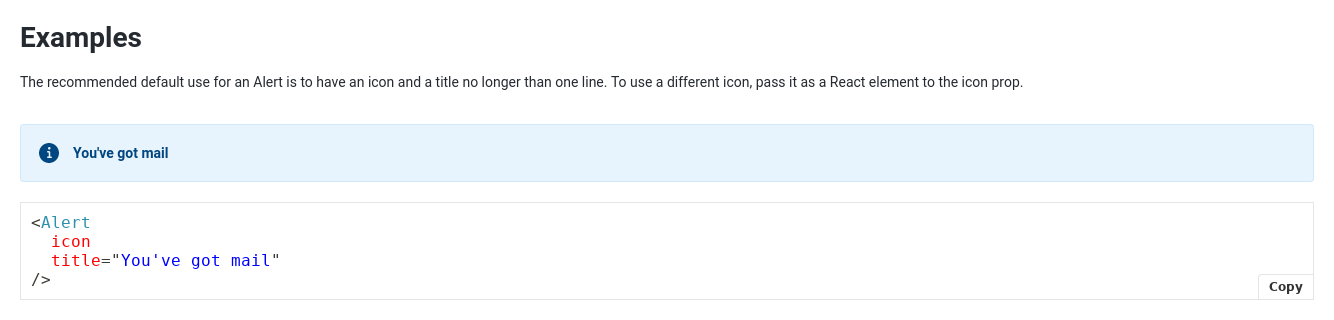 Examples
The recommended default use for an Alert is to have an icon and a title no longer than one line. To use a different icon, pass it as a React element to the icon prop.
You've got mail
<Alert
  icon
  title="You've got mail"
/>
Copy